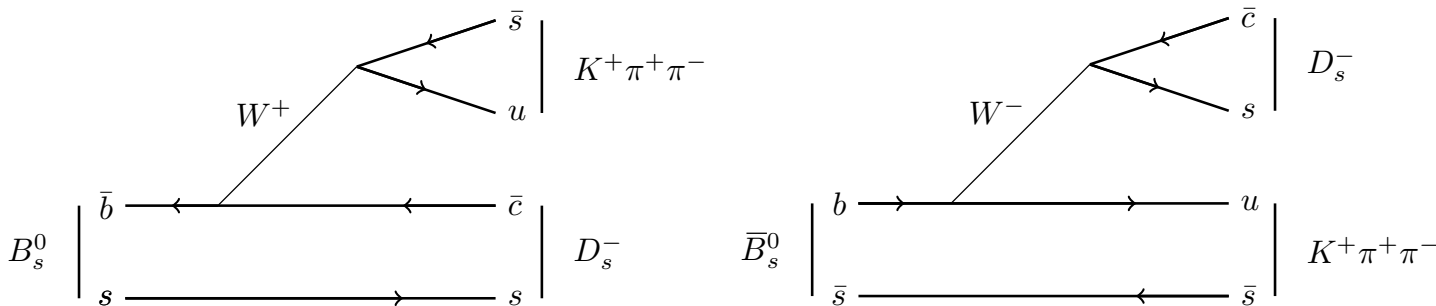 s̄
K⁺π⁺π⁻
u
W⁺
b̄
c̄
B⁰ₛ
D⁻ₛ
s
s
c̄
D⁻ₛ
s
W⁻
b
u
B̄⁰ₛ
K⁺π⁺π⁻
s̄
s̄